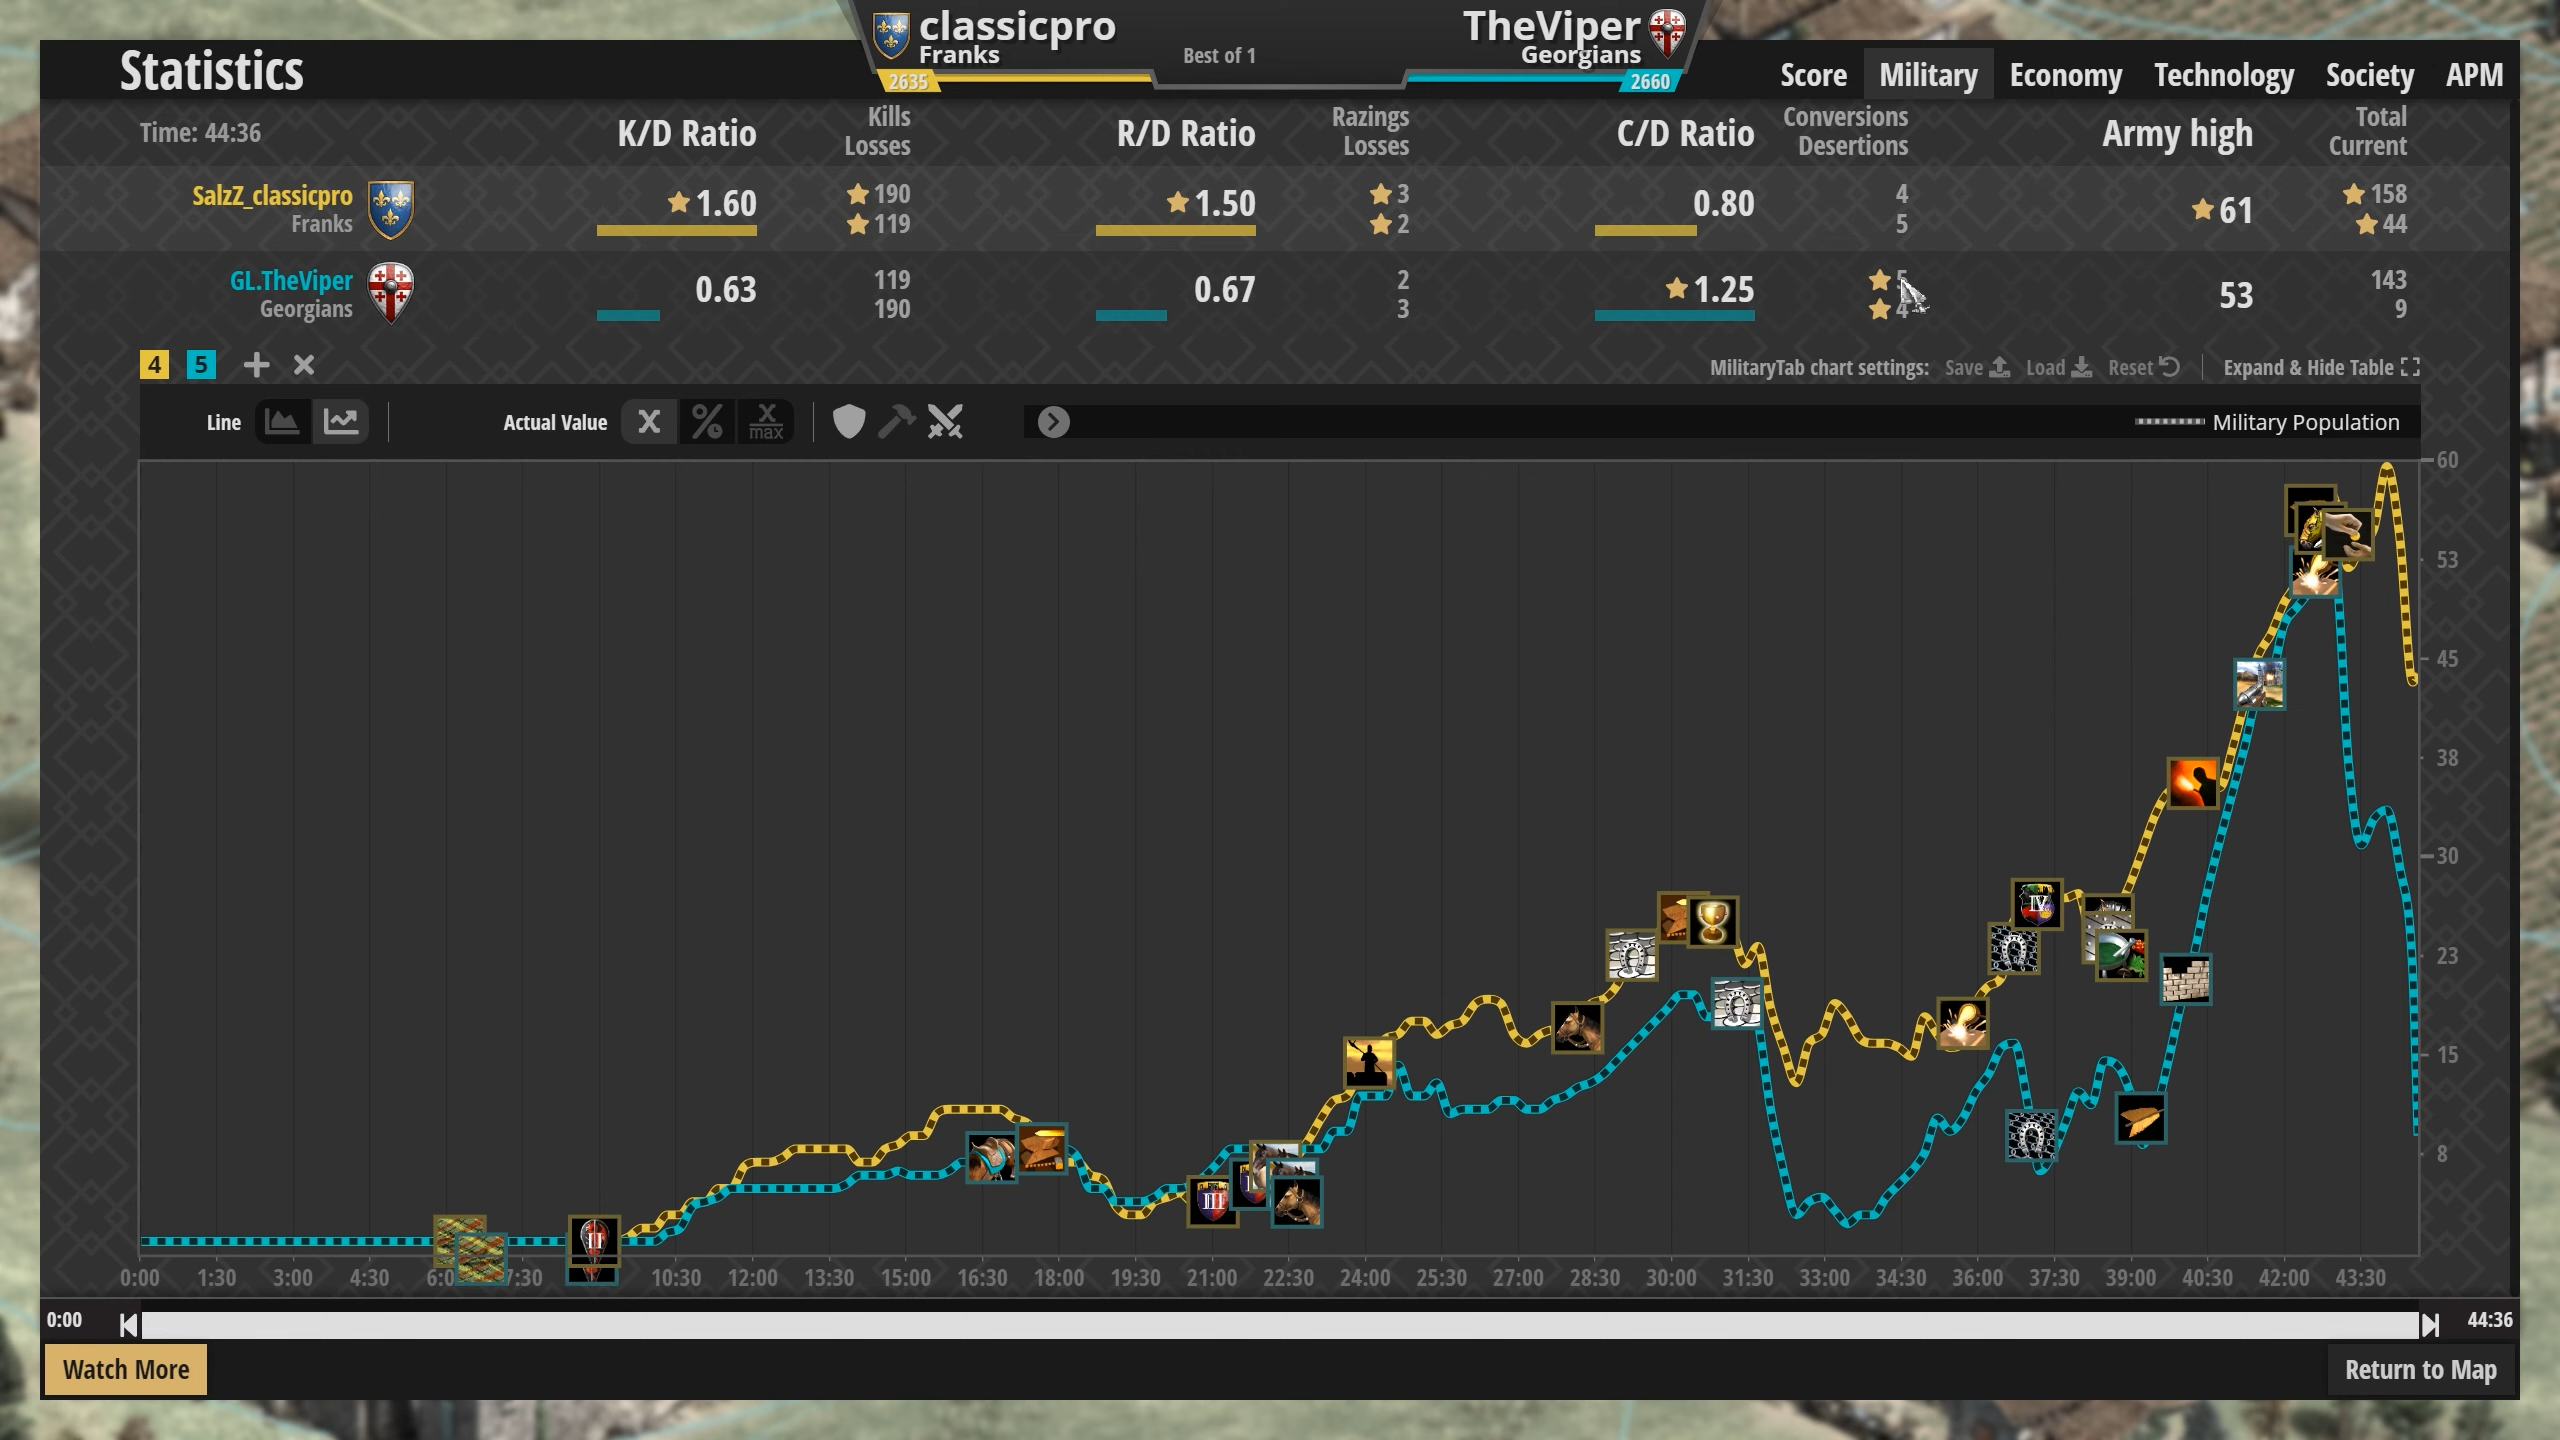 classicpro
Franks
2635
Best of 1
TheViper
Georgians
2660
Statistics
Score Military Economy Technology Society APM
Time: 44:36
K/D Ratio Kills Losses R/D Ratio Razings Losses C/D Ratio Conversions Desertions Army high Total Current
SalzZ_classicpro
Franks
1.60 190 119 1.50 3 2 0.80 4 5 61 158 44
GL.TheViper
Georgians
0.63 119 190 0.67 2 3 1.25 5 4 53 143 9
4 5
MilitaryTab chart settings: Save Load Reset Expand & Hide Table
Line Actual Value X % X max Military Population
60
53
45
38
30
23
15
8
II
III
IV
0:00 1:30 3:00 4:30 7:30 10:30 12:00 13:30 15:00 16:30 18:00 19:30 21:00 22:30 24:00 25:30 27:00 28:30 30:00 31:30 33:00 34:30 36:00 37:30 39:00 40:30 42:00 43:30
0:00 44:36
Watch More Return to Map